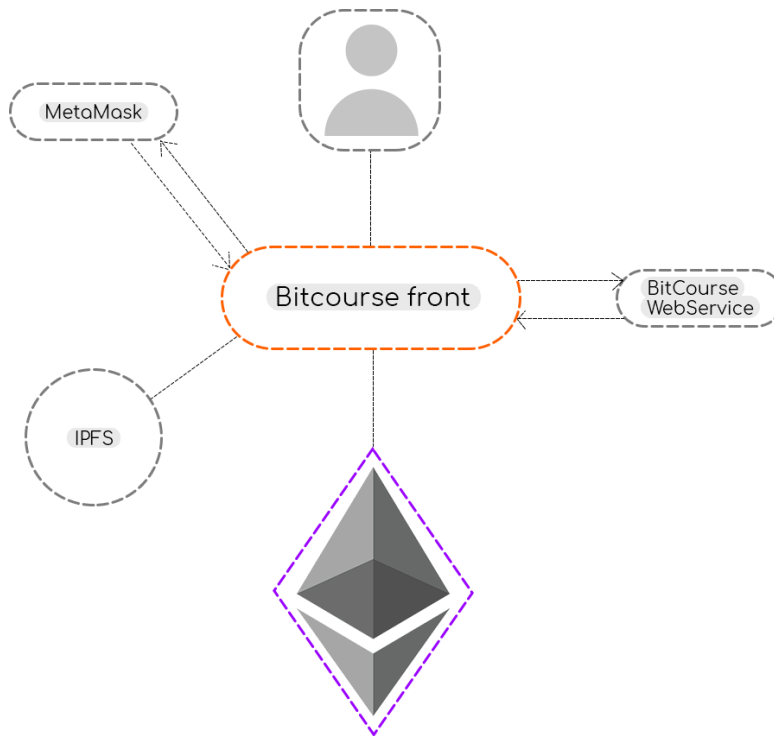 MetaMask
Bitcourse front
BitCourse
WebService
IPFS